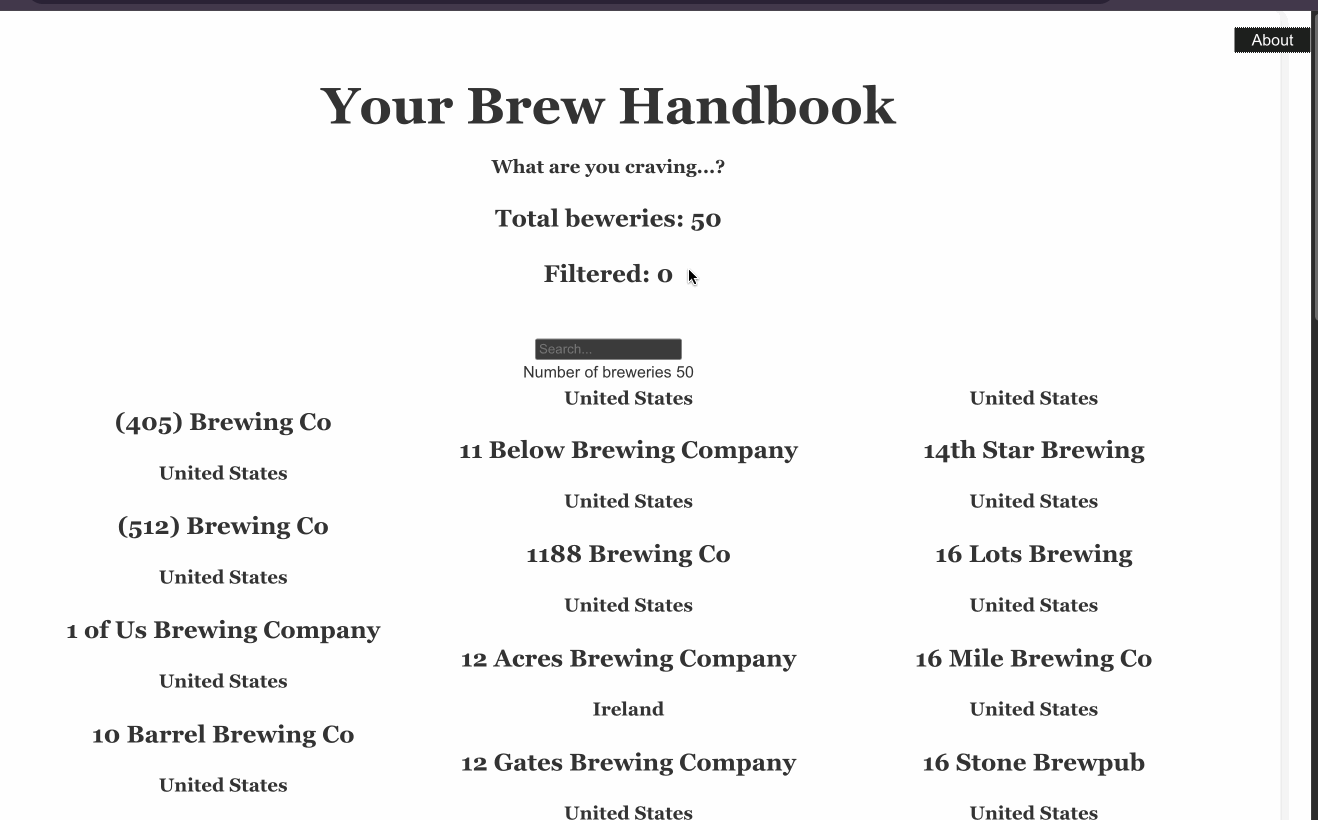 About
Your Brew Handbook
What are you craving...?
Total beweries: 50
Filtered: 0
Search...
Number of breweries 50
(405) Brewing Co
United States
(512) Brewing Co
United States
1 of Us Brewing Company
United States
10 Barrel Brewing Co
United States
United States
11 Below Brewing Company
United States
1188 Brewing Co
United States
12 Acres Brewing Company
Ireland
12 Gates Brewing Company
United States
United States
14th Star Brewing
United States
16 Lots Brewing
United States
16 Mile Brewing Co
United States
16 Stone Brewpub
United States